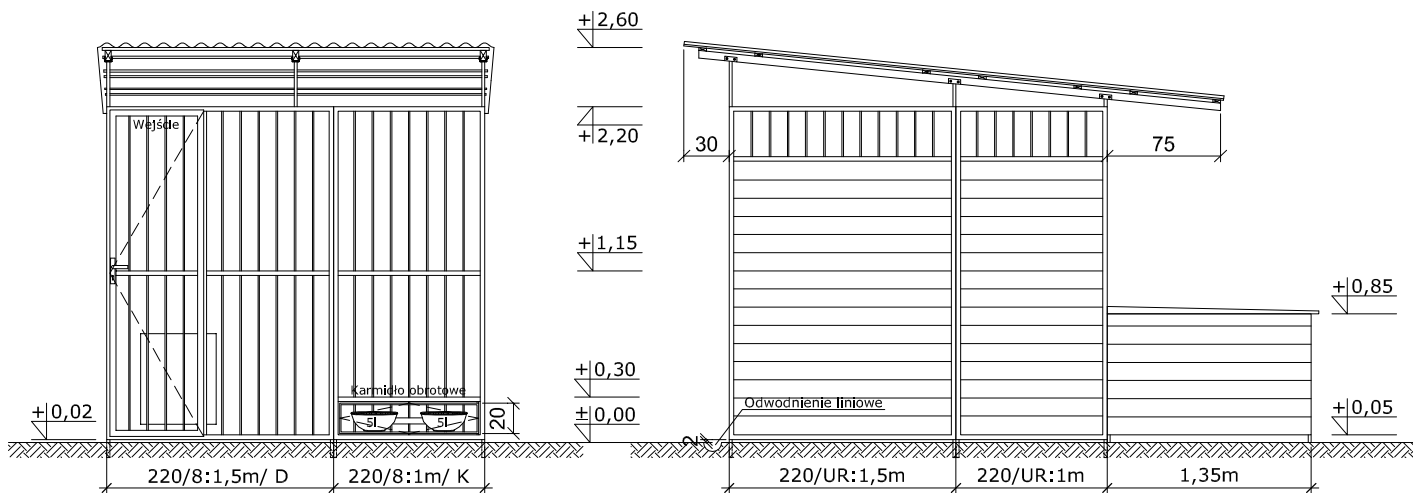 Wejście
Karmidło obrotowe
5l 5l
20
+0,02
220/8:1,5m/ D
220/8:1m/ K
+2,60
+2,20
+1,15
+0,30
±0,00
30
75
Odwodnienie liniowe
2
220/UR:1,5m
220/UR:1m
1,35m
+0,85
+0,05